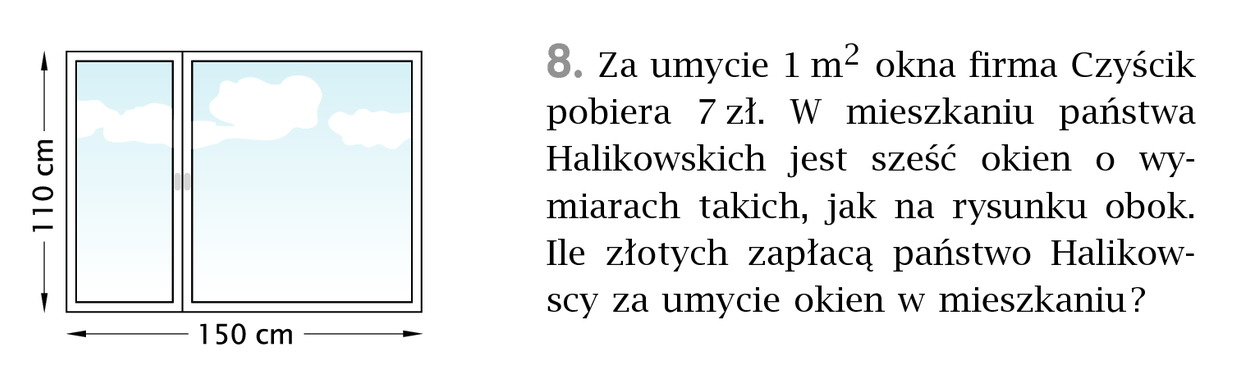 110 cm
150 cm
8. Za umycie 1 m² okna firma Czyścik
pobiera 7 zł. W mieszkaniu państwa
Halikowskich jest sześć okien o wy-
miarach takich, jak na rysunku obok.
Ile złotych zapłacą państwo Halikow-
scy za umycie okien w mieszkaniu?